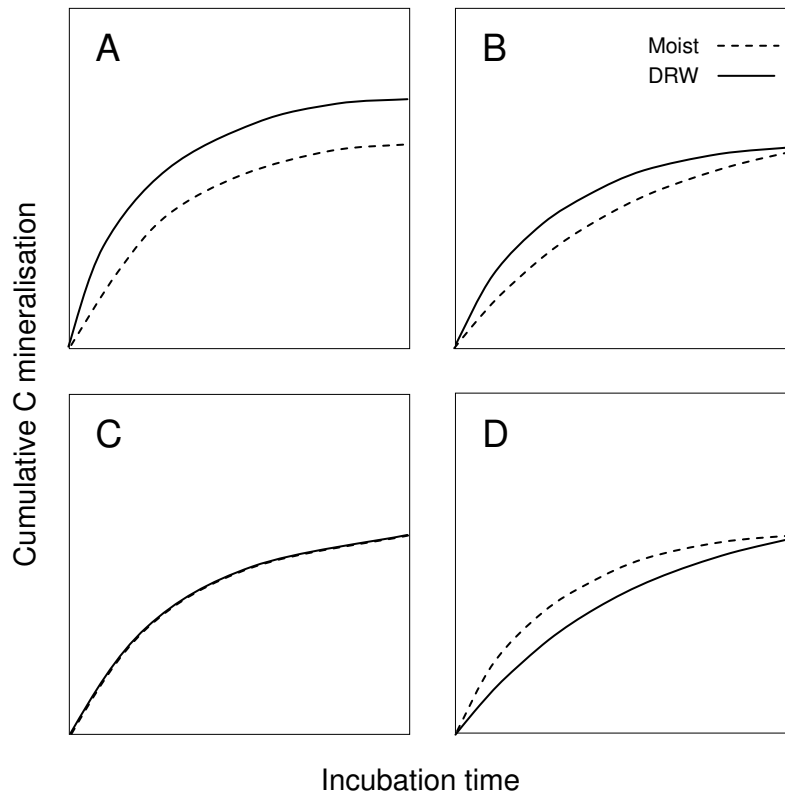 A
B
Moist
DRW
C
D
Cumulative C mineralisation
Incubation time